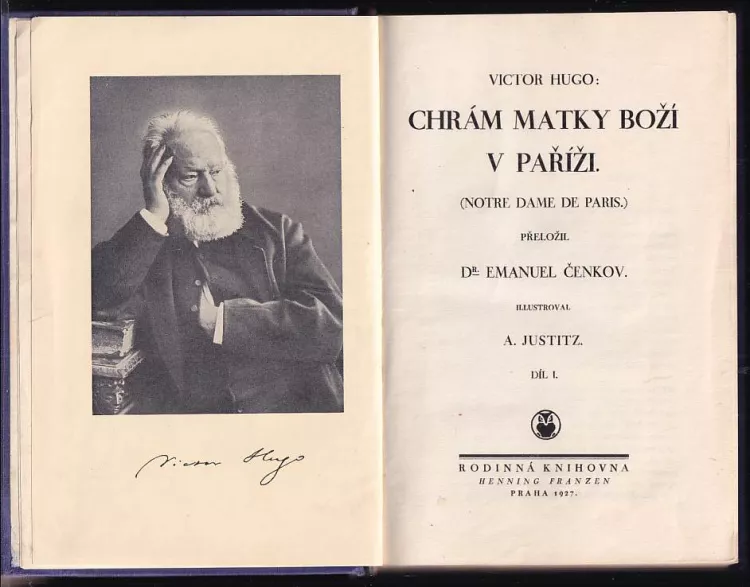 Victor Hugo
VICTOR HUGO:
CHRÁM MATKY BOŽÍ
V PAŘÍŽI.
(NOTRE DAME DE PARIS.)
PŘELOŽIL
DR. EMANUEL ČENKOV.
ILLUSTROVAL
A. JUSTITZ.
DÍL I.
RODINNÁ KNIHOVNA
HENNING FRANZEN
PRAHA 1927.